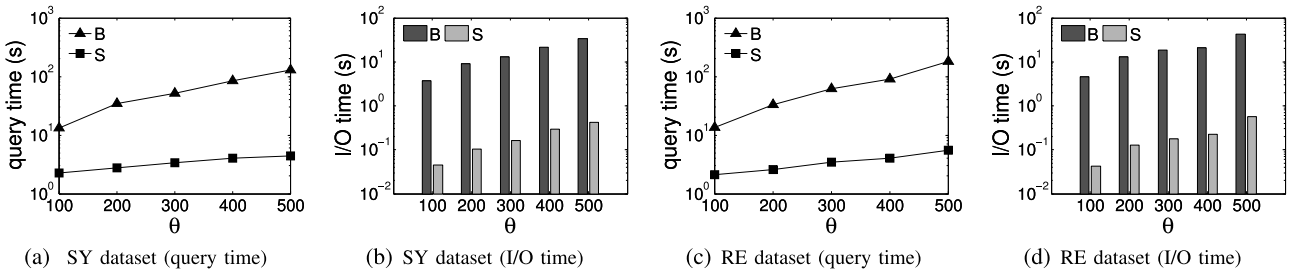 query time (s)
10^3
10^2
10^1
10^0
B
S
100 200 300 400 500
θ
(a) SY dataset (query time)
I/O time (s)
10^2
10^1
10^0
10^-1
10^-2
B S
100 200 300 400 500
θ
(b) SY dataset (I/O time)
query time (s)
10^3
10^2
10^1
10^0
B
S
100 200 300 400 500
θ
(c) RE dataset (query time)
I/O time (s)
10^2
10^1
10^0
10^-1
10^-2
B S
100 200 300 400 500
θ
(d) RE dataset (I/O time)